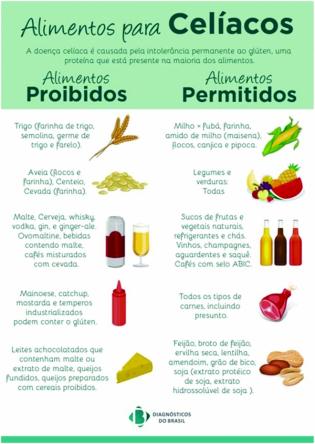 Alimentos para Celíacos
A doença celíaca é causada pela intolerância permanente ao glúten, uma
proteína que está presente na maioria dos alimentos.
Alimentos
Proibidos
Trigo (farinha de trigo,
semolina, germe de
trigo e farelo).
Aveia (flocos e
farinha), Centeio,
Cevada (farinha).
Malte, Cerveja, whisky,
vodka, gin, e ginger-ale.
Ovomaltine, bebidas
contendo malte,
cafés misturados
com cevada.
Maionese, catchup,
mostarda e temperos
industrializados
podem conter o glúten.
Leites achocolatados que
contenham malte ou
extrato de malte, queijos
fundidos, queijos preparados
com cereais proibidos.
Alimentos
Permitidos
Milho = Fubá, farinha,
amido de milho (maisena),
flocos, canjica e pipoca.
Legumes e
verduras:
Todas
Sucos de frutas e
vegetais naturais,
refrigerantes e chás.
Vinhos, champagnes,
aguardentes e saquê.
Cafés com selo ABIC.
Todos os tipos de
carnes, incluindo
presunto.
Feijão, broto de feijão,
ervilha seca, lentilha,
amendoim, grão de bico,
soja (extrato protéico
de soja, extrato
hidrossolúvel de soja ).
DIAGNÓSTICOS
DO BRASIL